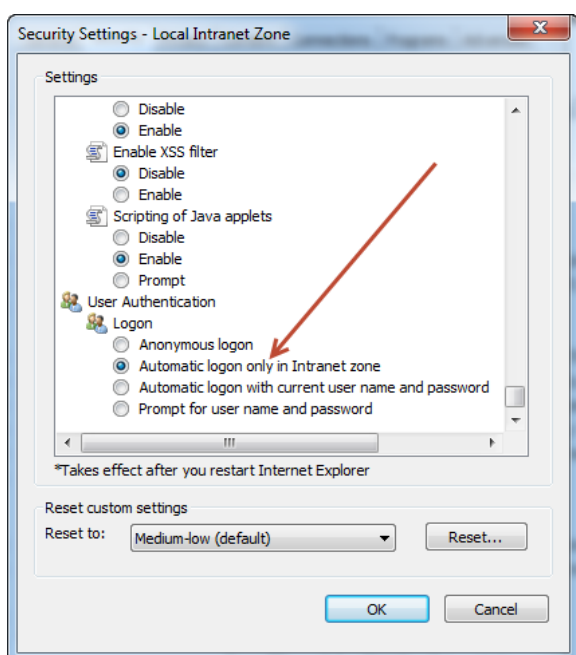 Security Settings - Local Intranet Zone
Settings
Disable
Enable
Enable XSS filter
Disable
Enable
Scripting of Java applets
Disable
Enable
Prompt
User Authentication
Logon
Anonymous logon
Automatic logon only in Intranet zone
Automatic logon with current user name and password
Prompt for user name and password
*Takes effect after you restart Internet Explorer
Reset custom settings
Reset to: Medium-low (default) Reset...
OK Cancel